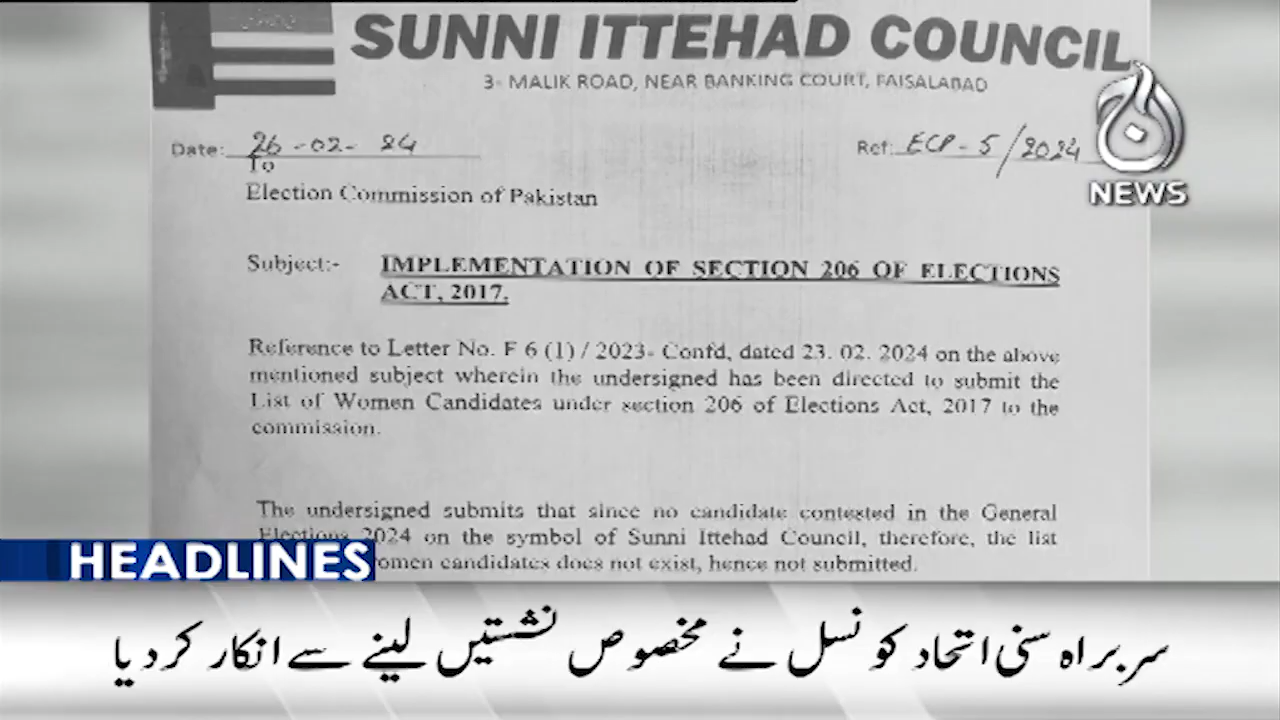 SUNNI ITTEHAD COUNCIL
3- MALIK ROAD, NEAR BANKING COURT, FAISALABAD
Date: 26-02-24
Ref: ECP-5/2024
NEWS
To
Election Commission of Pakistan
Subject:- IMPLEMENTATION OF SECTION 206 OF ELECTIONS
ACT, 2017.
Reference to Letter No. F 6 (1) / 2023- Confd, dated 23. 02. 2024 on the above
mentioned subject wherein the undersigned has been directed to submit the
List of Women Candidates under section 206 of Elections Act, 2017 to the
commission.
The undersigned submits that since no candidate contested in the General
Elections 2024 on the symbol of Sunni Ittehad Council, therefore, the list
omen candidates does not exist, hence not submitted.
HEADLINES
سربراہ سنی اتحاد کونسل نے مخصوص نشستیں لینے سے انکار کردیا